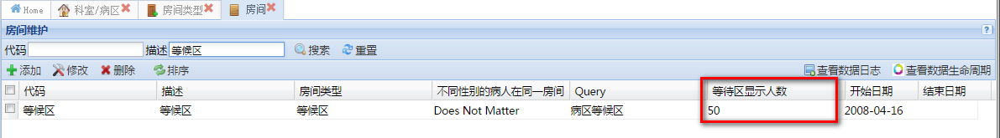 Home 科室/病区 房间类型 房间
房间维护
代码 描述 等候区 搜索 重置
添加 修改 删除 排序 查看数据日志 查看数据生命周期
代码 描述 房间类型 不同性别的病人在同一房间 Query 等待区显示人数 开始日期 结束日期
等候区 等候区 等候区 Does Not Matter 病区等候区 50 2008-04-16